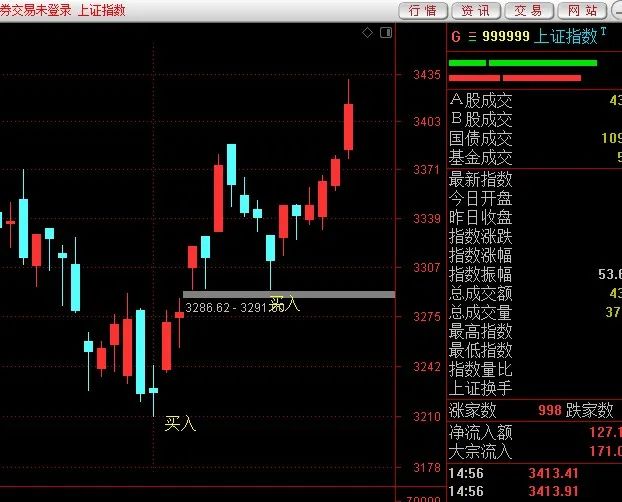 券交易未登录 上证指数
行情 资讯 交易 网站
G 999999 上证指数 T
3435
3403
3371
3339
3307
3275
3242
3210
3178
买入
买入
A股成交 43
B股成交
国债成交 109
基金成交 5
最新指数
今日开盘
昨日收盘
指数涨跌
指数涨幅
指数振幅 53.6
总成交额 43
总成交量 37
最高指数
最低指数
指数量比
上证换手
涨家数 998 跌家数
净流入额 127.1
大宗流入 171.0
14:56 3413.41
14:56 3413.91